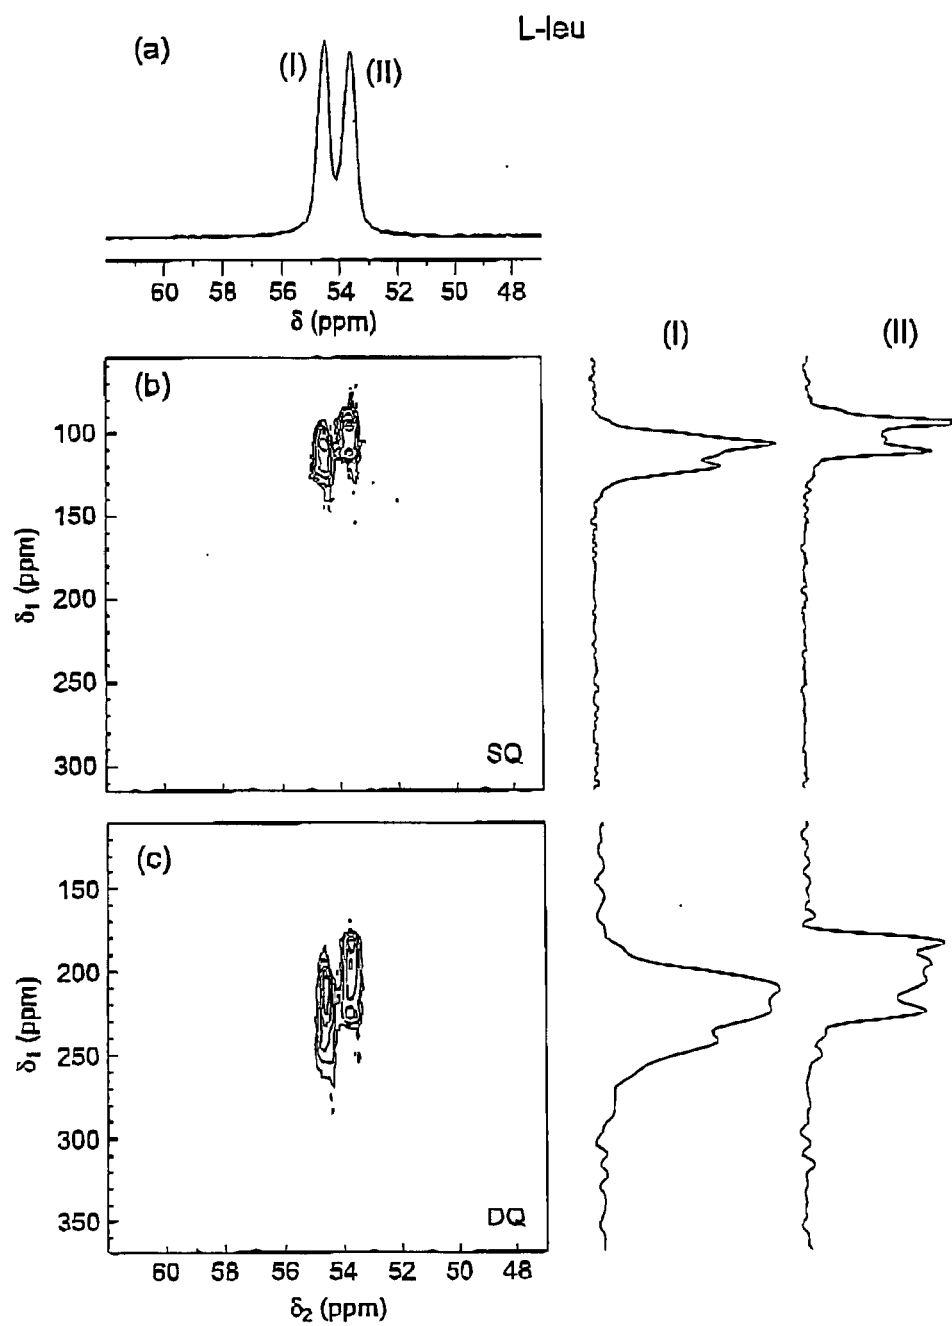 L-leu
(a)
(I)
(II)
60 58 56 54 52 50 48
δ (ppm)
(I)
(II)
(b)
100
150
200
250
300
δ₁ (ppm)
SQ
(c)
150
200
250
300
350
δ₁ (ppm)
DQ
60 58 56 54 52 50 48
δ₂ (ppm)